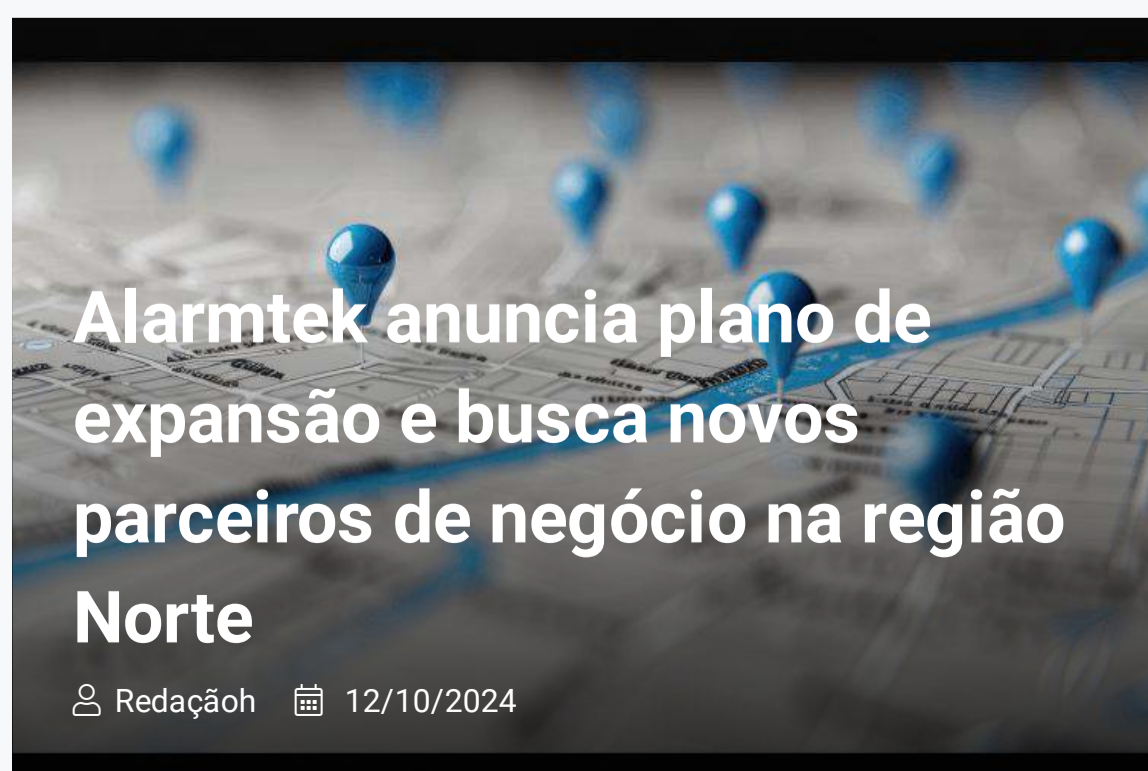 Alarmtek anuncia plano de
expansão e busca novos
parceiros de negócio na região
Norte
Redaçãoh 12/10/2024